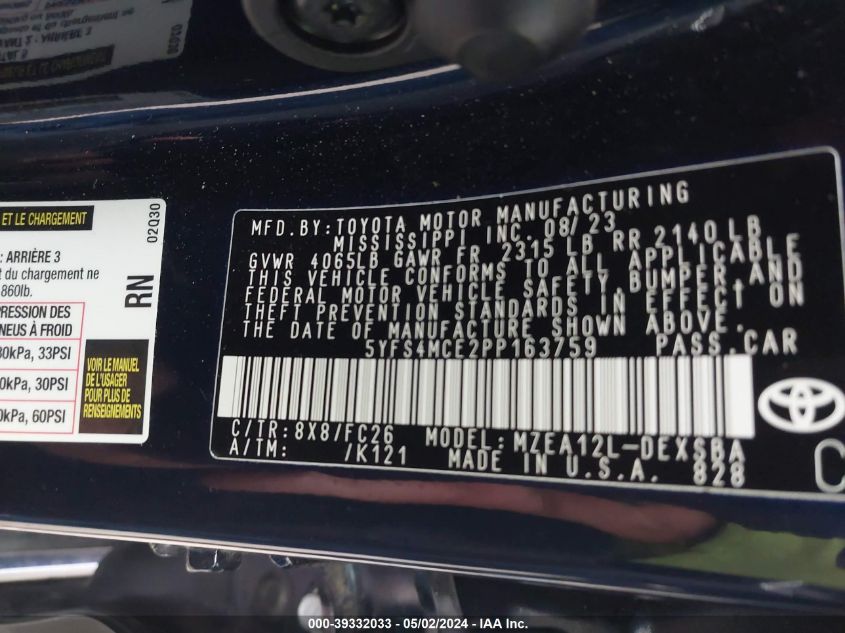 ET LE CHARGEMENT
02Q30
: ARRIÈRE 3
t du chargement ne
860lb.
RN
PRESSION DES
NEUS À FROID
30kPa, 33PSI
0kPa, 30PSI
0kPa, 60PSI
VOIR LE MANUEL
DE L'USAGER
POUR PLUS DE
RENSEIGNEMENTS
MFD. BY: TOYOTA MOTOR MANUFACTURING
MISSISSIPPI INC. 08/23
GVWR 4065LB GAWR FR 2315 LB RR 2140 LB
THIS VEHICLE CONFORMS TO ALL APPLICABLE
FEDERAL MOTOR VEHICLE SAFETY, BUMPER, AND
THEFT PREVENTION STANDARDS IN EFFECT ON
THE DATE OF MANUFACTURE SHOWN ABOVE.
5YFS4MCE2PP163759 PASS.CAR
C/TR: 8X8/FC26 MODEL: MZEA12L-DEXSBA
A/TM: /K121 MADE IN U.S.A. 828
C
000-39332033 - 05/02/2024 - IAA Inc.